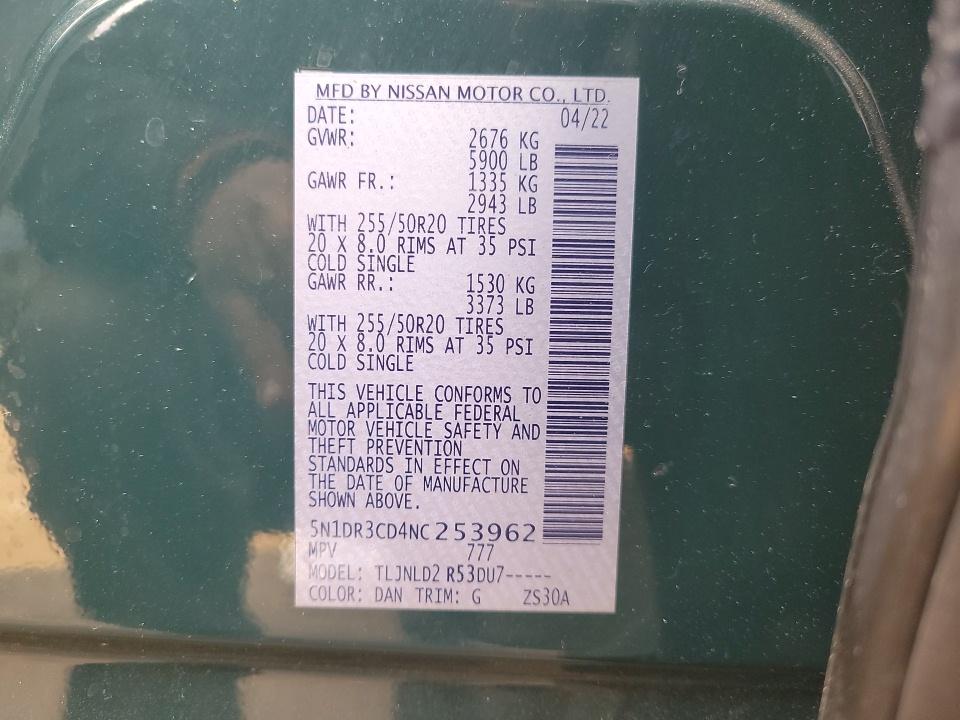 MFD BY NISSAN MOTOR CO., LTD.
DATE: 04/22
GVWR: 2676 KG
5900 LB
GAWR FR.: 1335 KG
2943 LB
WITH 255/50R20 TIRES
20 X 8.0 RIMS AT 35 PSI
COLD SINGLE
GAWR RR.: 1530 KG
3373 LB
WITH 255/50R20 TIRES
20 X 8.0 RIMS AT 35 PSI
COLD SINGLE
THIS VEHICLE CONFORMS TO
ALL APPLICABLE FEDERAL
MOTOR VEHICLE SAFETY AND
THEFT PREVENTION
STANDARDS IN EFFECT ON
THE DATE OF MANUFACTURE
SHOWN ABOVE.
5N1DR3CD4NC253962
MPV 777
MODEL: TLJNLD2 R53DU7-----
COLOR: DAN TRIM: G ZS30A